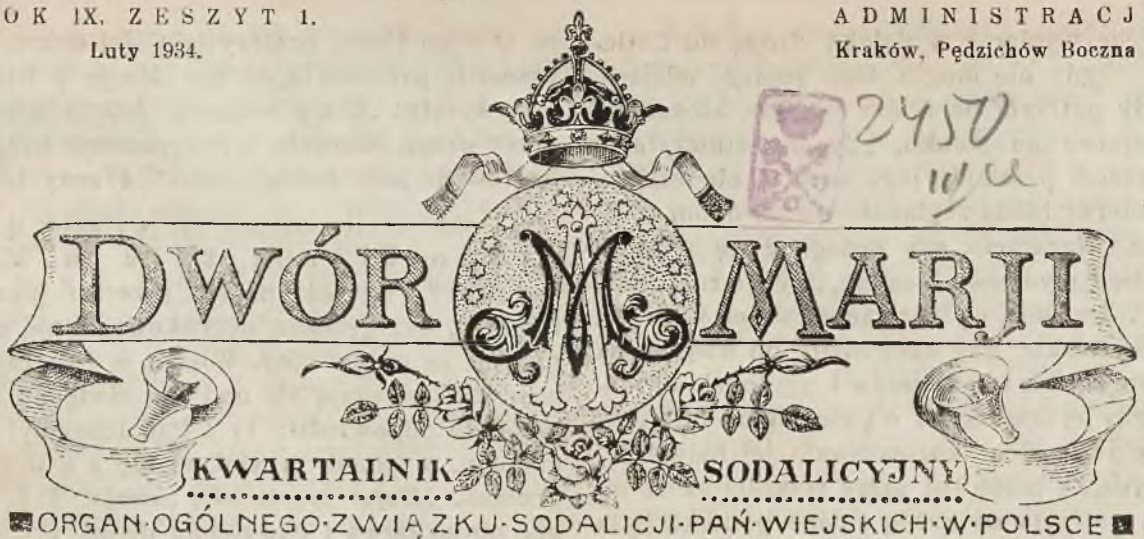 OK IX. ZESZYT 1.
Luty 1934.
ADMINISTRACJ
Kraków, Pędzichów Boczna
2450
DWÓR MARJI
KWARTALNIK SODALICYJNY
ORGAN·OGÓLNEGO·ZWIĄZKU·SODALICJI·PAŃ·WIEJSKICH·W·POLSCE